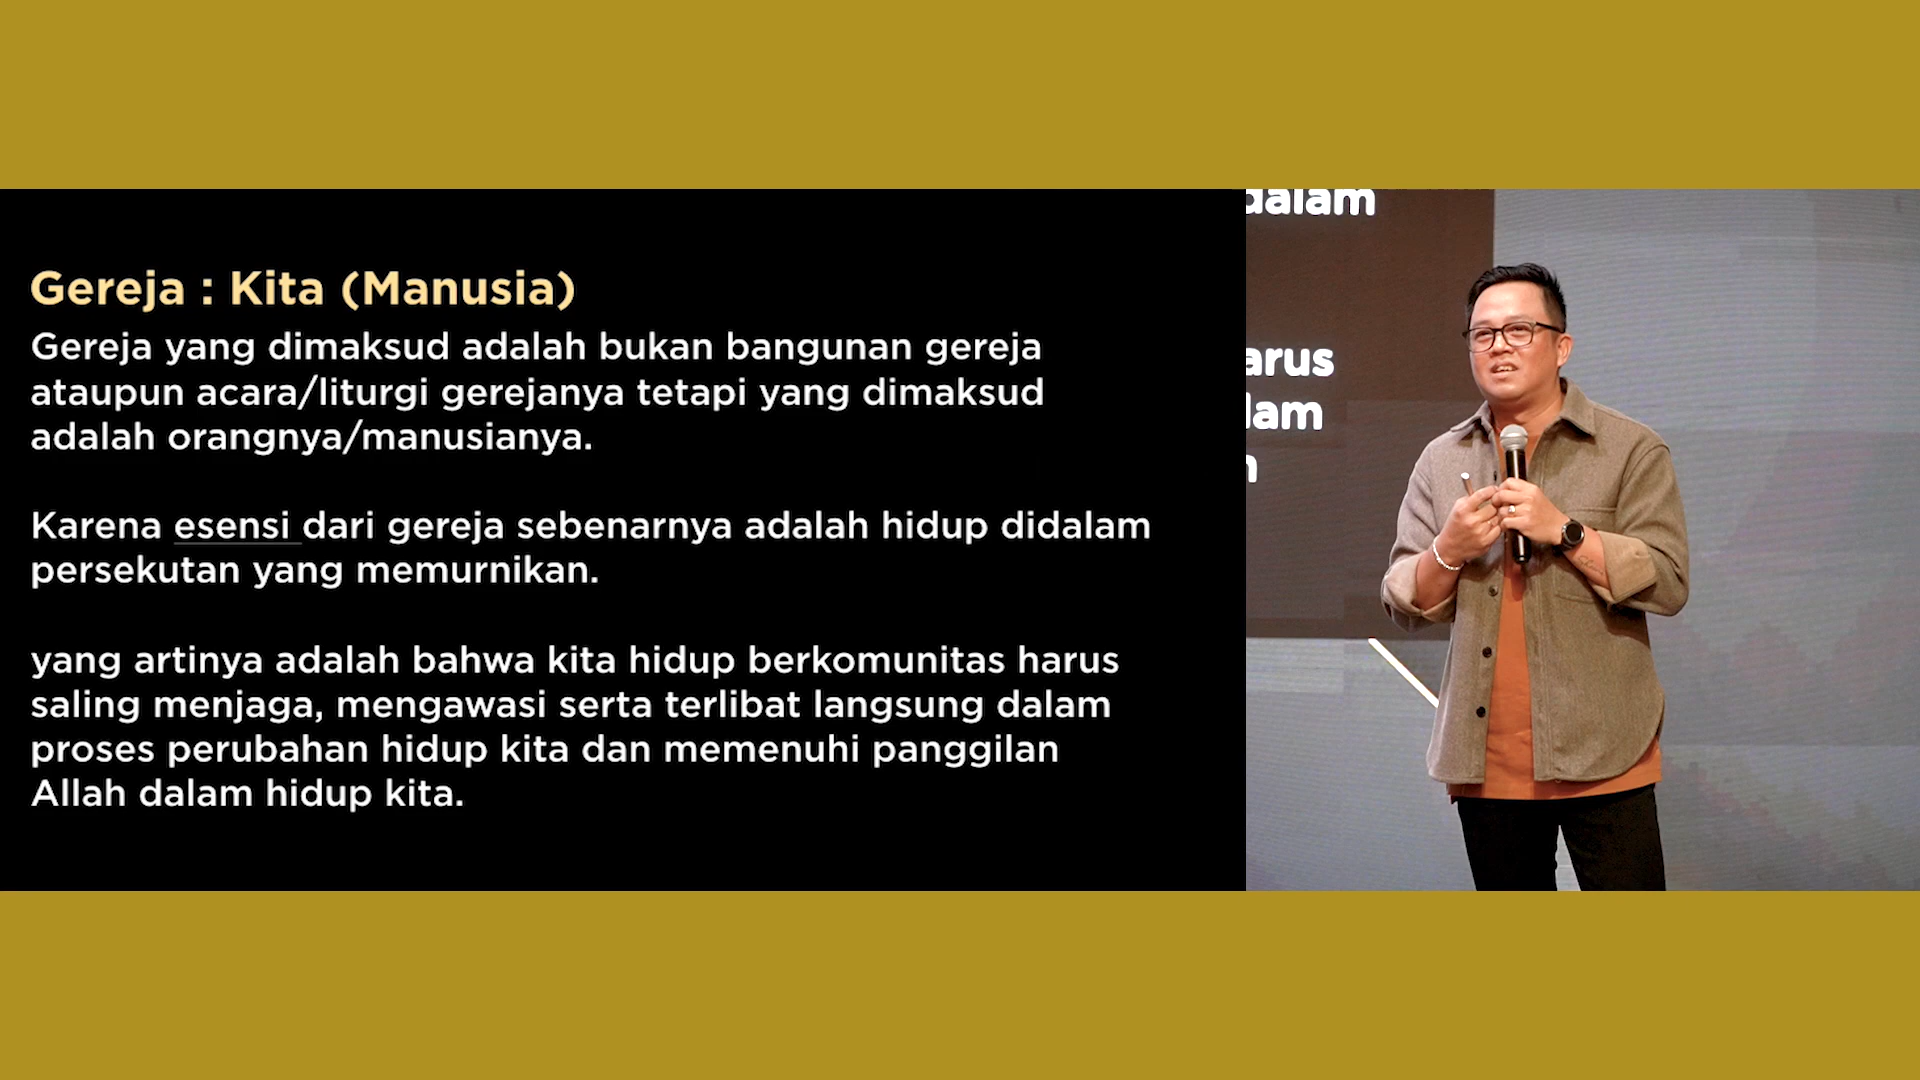 Gereja : Kita (Manusia)
Gereja yang dimaksud adalah bukan bangunan gereja
ataupun acara/liturgi gerejanya tetapi yang dimaksud
adalah orangnya/manusianya.
Karena esensi dari gereja sebenarnya adalah hidup didalam
persekutan yang memurnikan.
yang artinya adalah bahwa kita hidup berkomunitas harus
saling menjaga, mengawasi serta terlibat langsung dalam
proses perubahan hidup kita dan memenuhi panggilan
Allah dalam hidup kita.
dalam
arus
lam